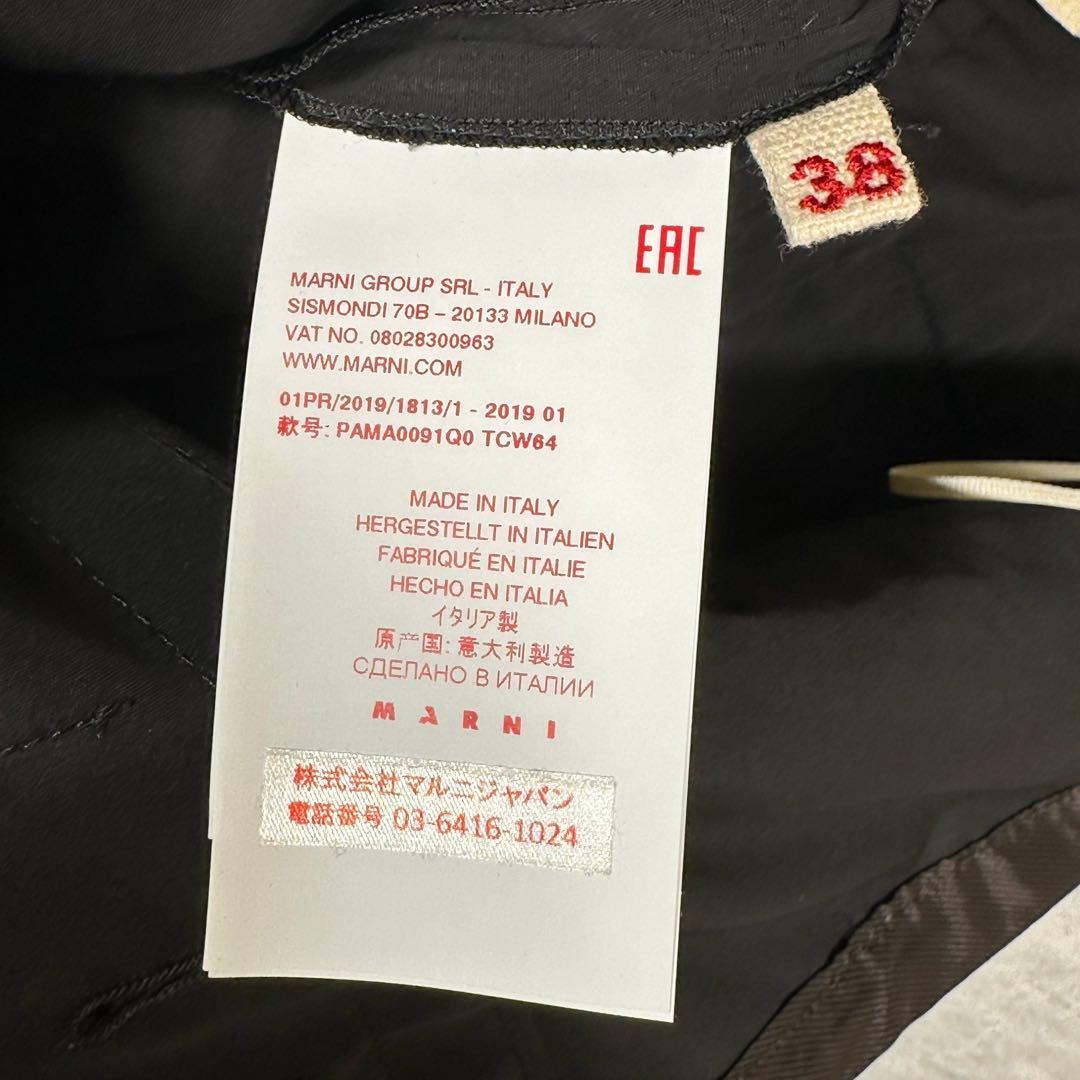 38
EAC
MARNI GROUP SRL - ITALY
SISMONDI 70B – 20133 MILANO
VAT NO. 08028300963
WWW.MARNI.COM
01PR/2019/1813/1 - 2019 01
款号: PAMA0091Q0 TCW64
MADE IN ITALY
HERGESTELLT IN ITALIEN
FABRIQUÉ EN ITALIE
HECHO EN ITALIA
イタリア製
原产国: 意大利製造
СДЕЛАНО В ИТАЛИИ
MARNI
株式会社マルニジャパン
電話番号 03-6416-1024